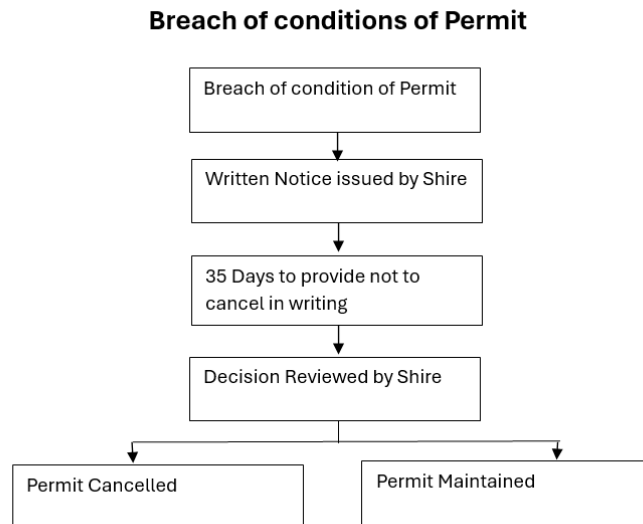 Breach of conditions of Permit
Breach of condition of Permit
Written Notice issued by Shire
35 Days to provide not to
cancel in writing
Decision Reviewed by Shire
Permit Cancelled
Permit Maintained